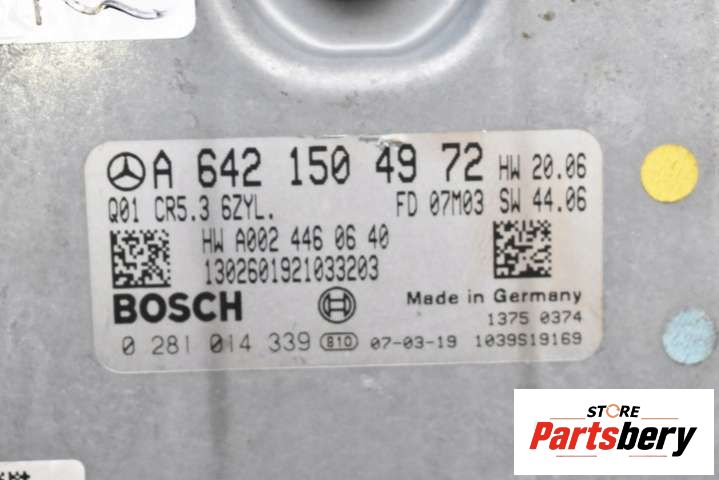 A 642 150 49 72 HW 20.06
Q01 CR5.3 6ZYL. FD 07M03 SW 44.06
HW A002 446 06 40
1302601921033203
BOSCH Made in Germany
1375 0374
0 281 014 339 810 07-03-19 1039S19169
STORE
Partsbery